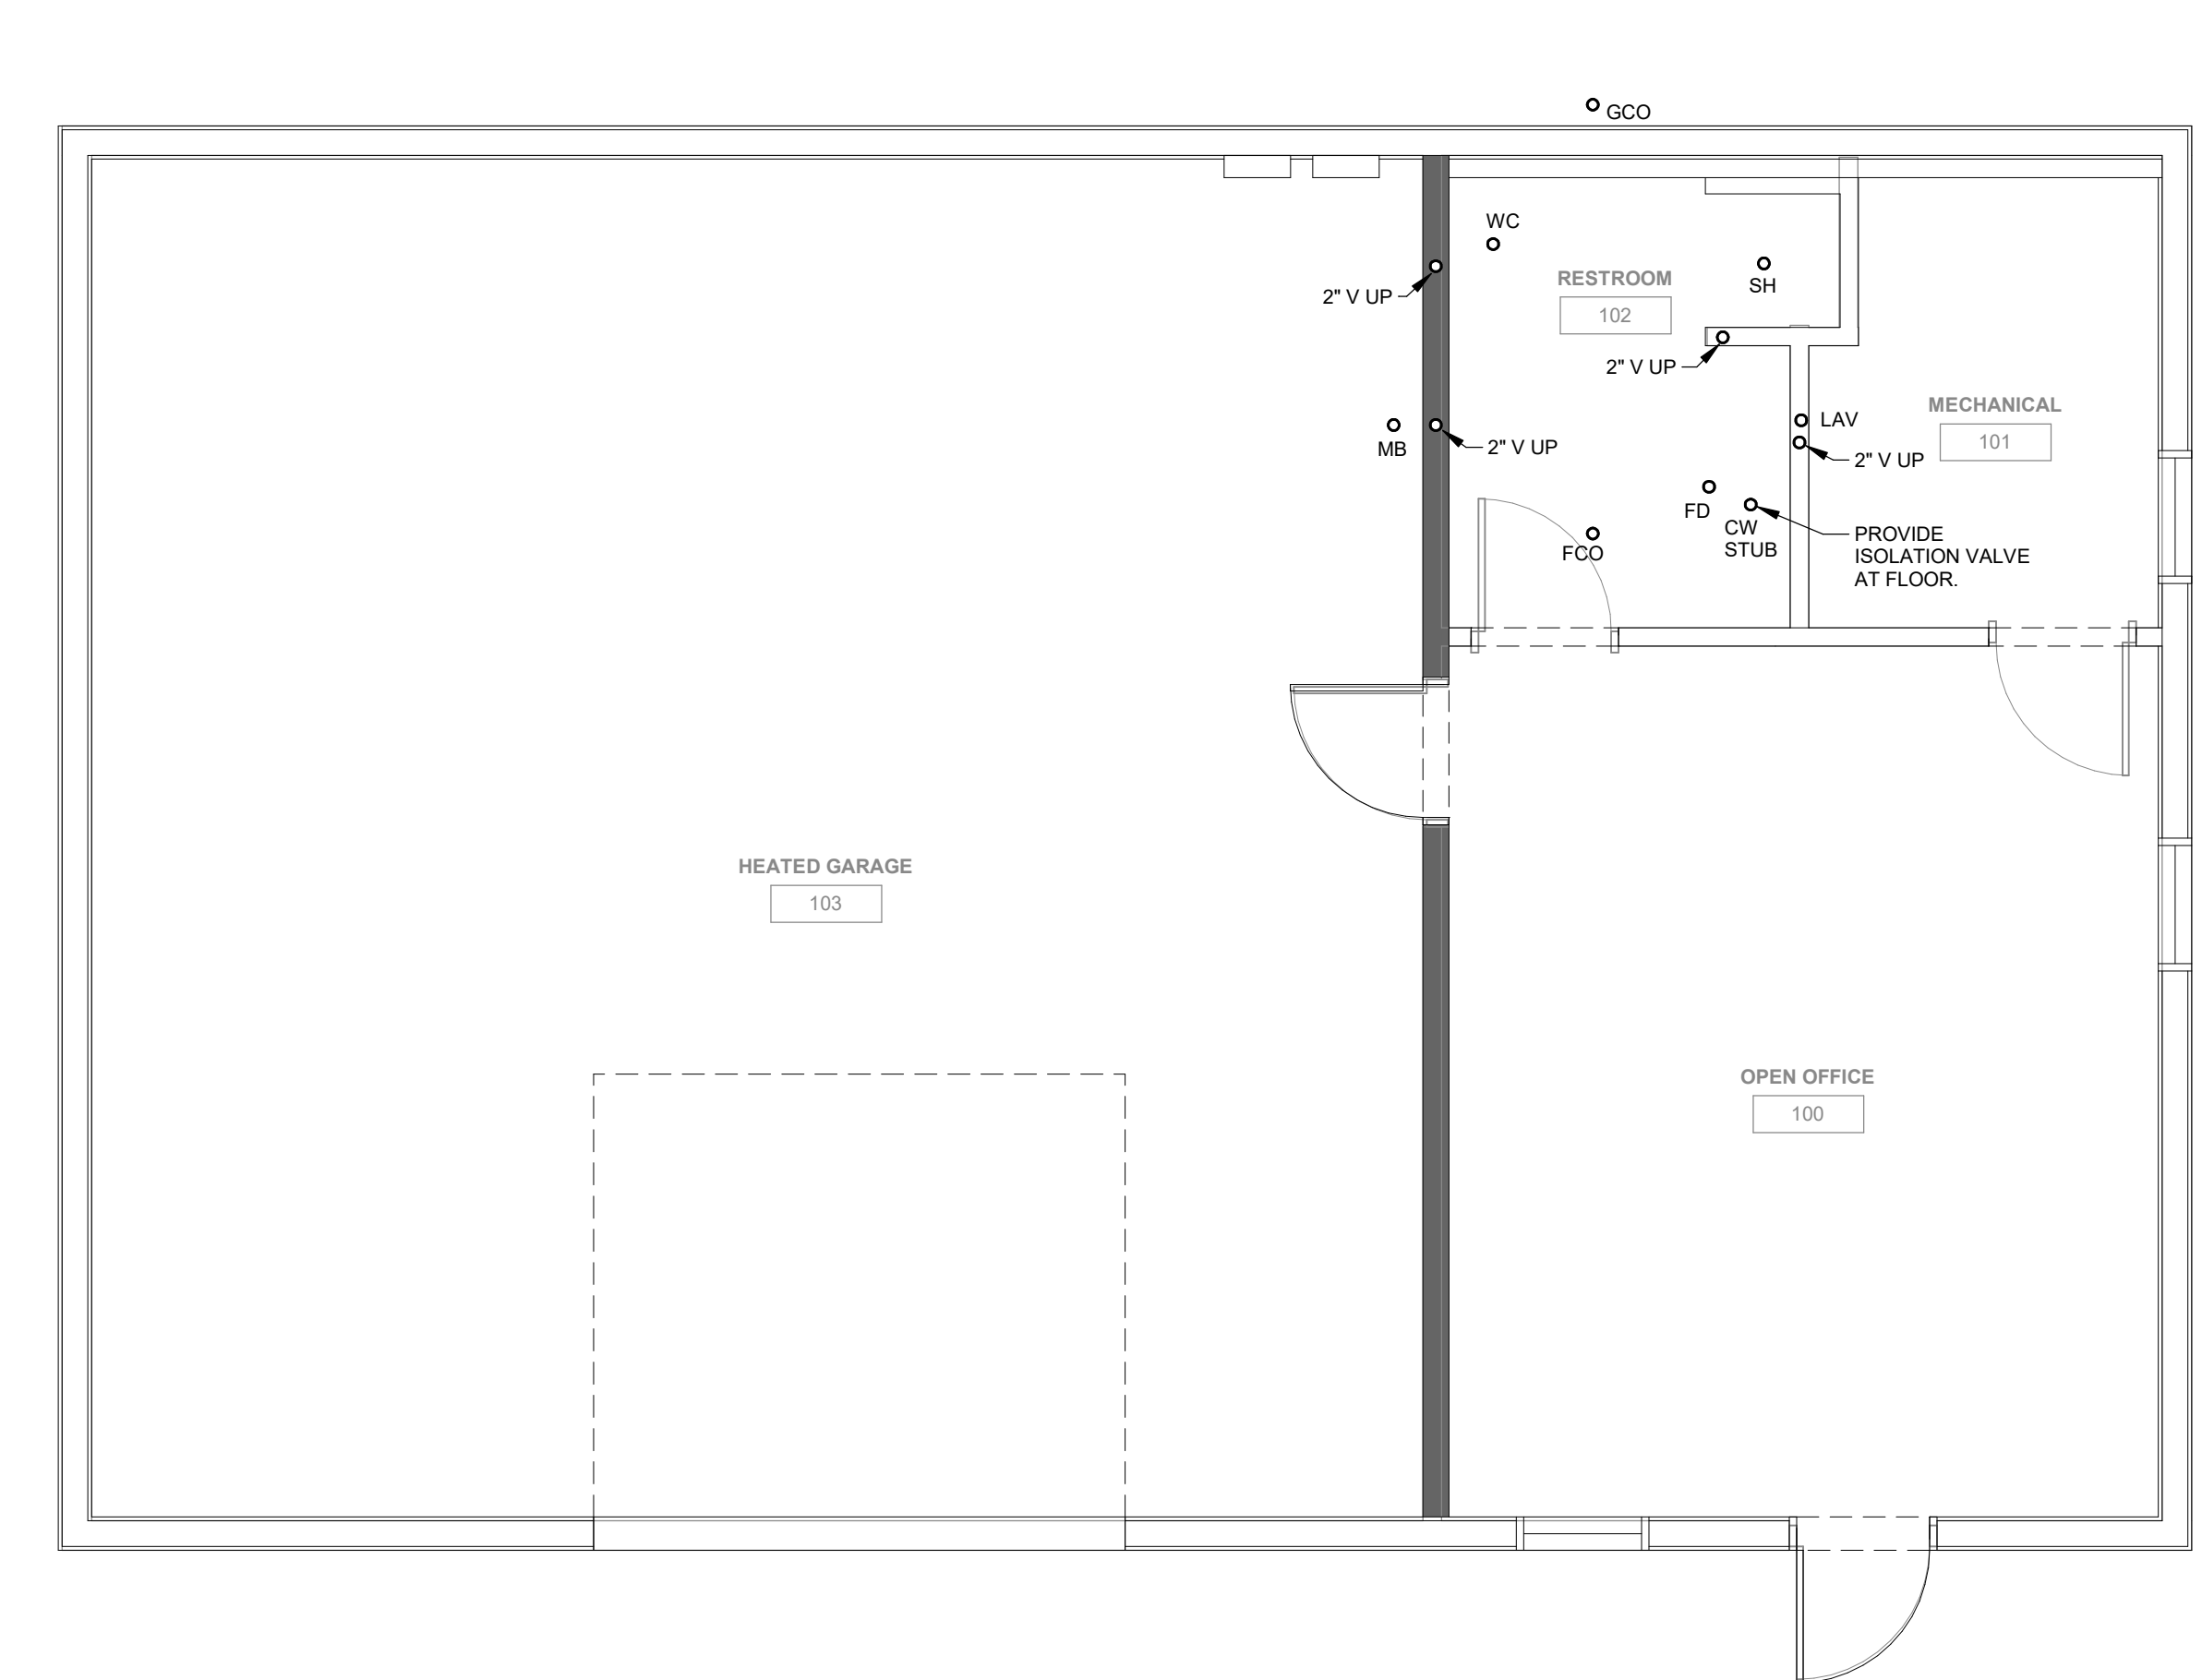 GCO
WC
RESTROOM
102
SH
2" V UP
2" V UP
MECHANICAL
101
LAV
MB
2" V UP
2" V UP
FD
CW
STUB
FCO
PROVIDE
ISOLATION VALVE
AT FLOOR.
HEATED GARAGE
103
OPEN OFFICE
100